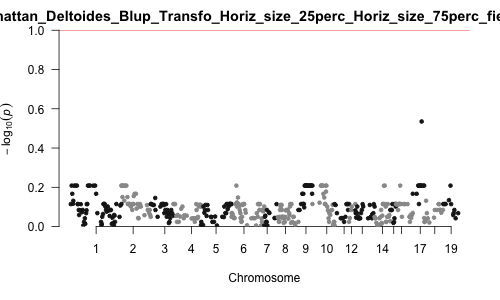 nattan_Deltoides_Blup_Transfo_Horiz_size_25perc_Horiz_size_75perc_fie
1.0
0.8
0.6
0.4
0.2
0.0
− log10(p)
1 2 3 4 5 6 7 8 9 10 11 12 14 17 19
Chromosome